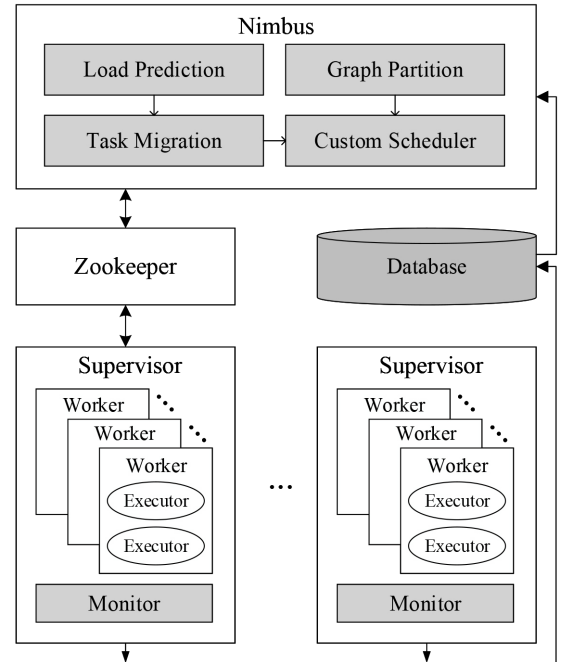 Nimbus
Load Prediction
Graph Partition
Task Migration
Custom Scheduler
Zookeeper
Database
Supervisor
Worker
Worker
Worker
Executor
Executor
Monitor
...
Supervisor
Worker
Worker
Worker
Executor
Executor
Monitor